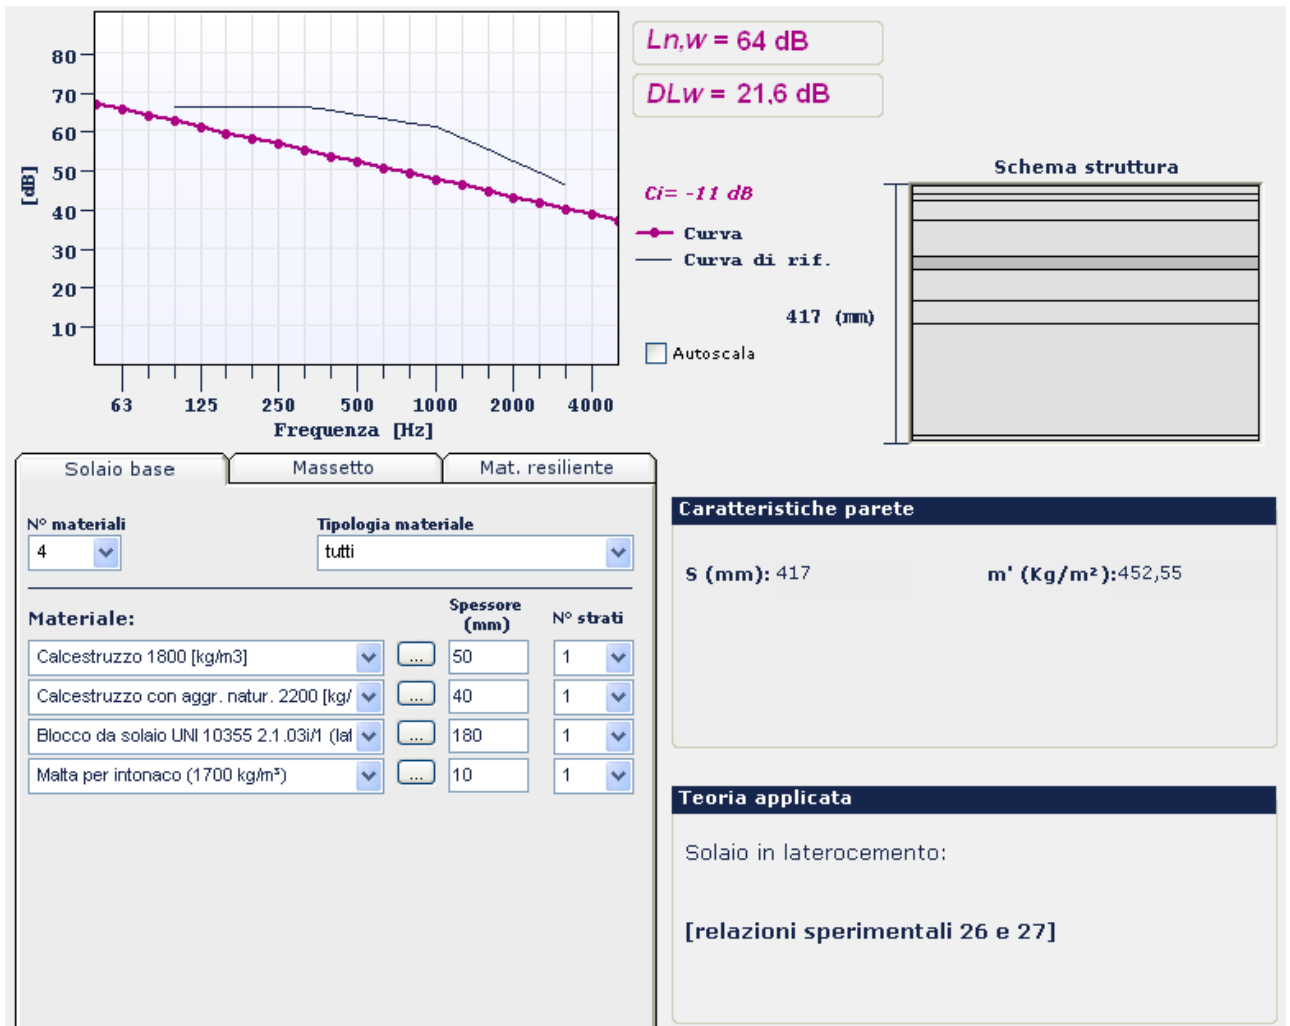 Ln,w = 64 dB
DLw = 21,6 dB
80
70
60
50
40
30
20
10
[dB]
63 125 250 500 1000 2000 4000
Frequenza [Hz]
Ci= -11 dB
Curva
Curva di rif.
Autoscala
Schema struttura
417 (mm)
Solaio base Massetto Mat. resiliente
N° materiali Tipologia materiale
4 tutti
Materiale: Spessore (mm) N° strati
Calcestruzzo 1800 [kg/m3] ... 50 1
Calcestruzzo con aggr. natur. 2200 [kg/ ... 40 1
Blocco da solaio UNI 10355 2.1.03i/1 (lat ... 180 1
Malta per intonaco (1700 kg/m³) ... 10 1
Caratteristiche parete
S (mm): 417 m' (Kg/m²):452,55
Teoria applicata
Solaio in laterocemento:
[relazioni sperimentali 26 e 27]